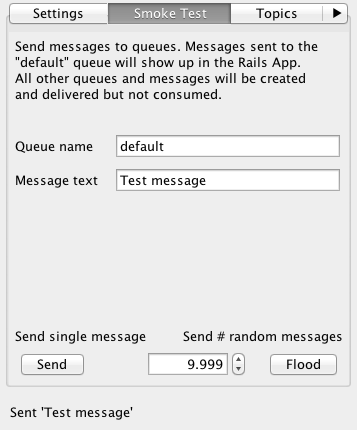 Settings Smoke Test Topics
Send messages to queues. Messages sent to the
"default" queue will show up in the Rails App.
All other queues and messages will be created
and delivered but not consumed.
Queue name default
Message text Test message
Send single message Send # random messages
Send 9.999 Flood
Sent 'Test message'